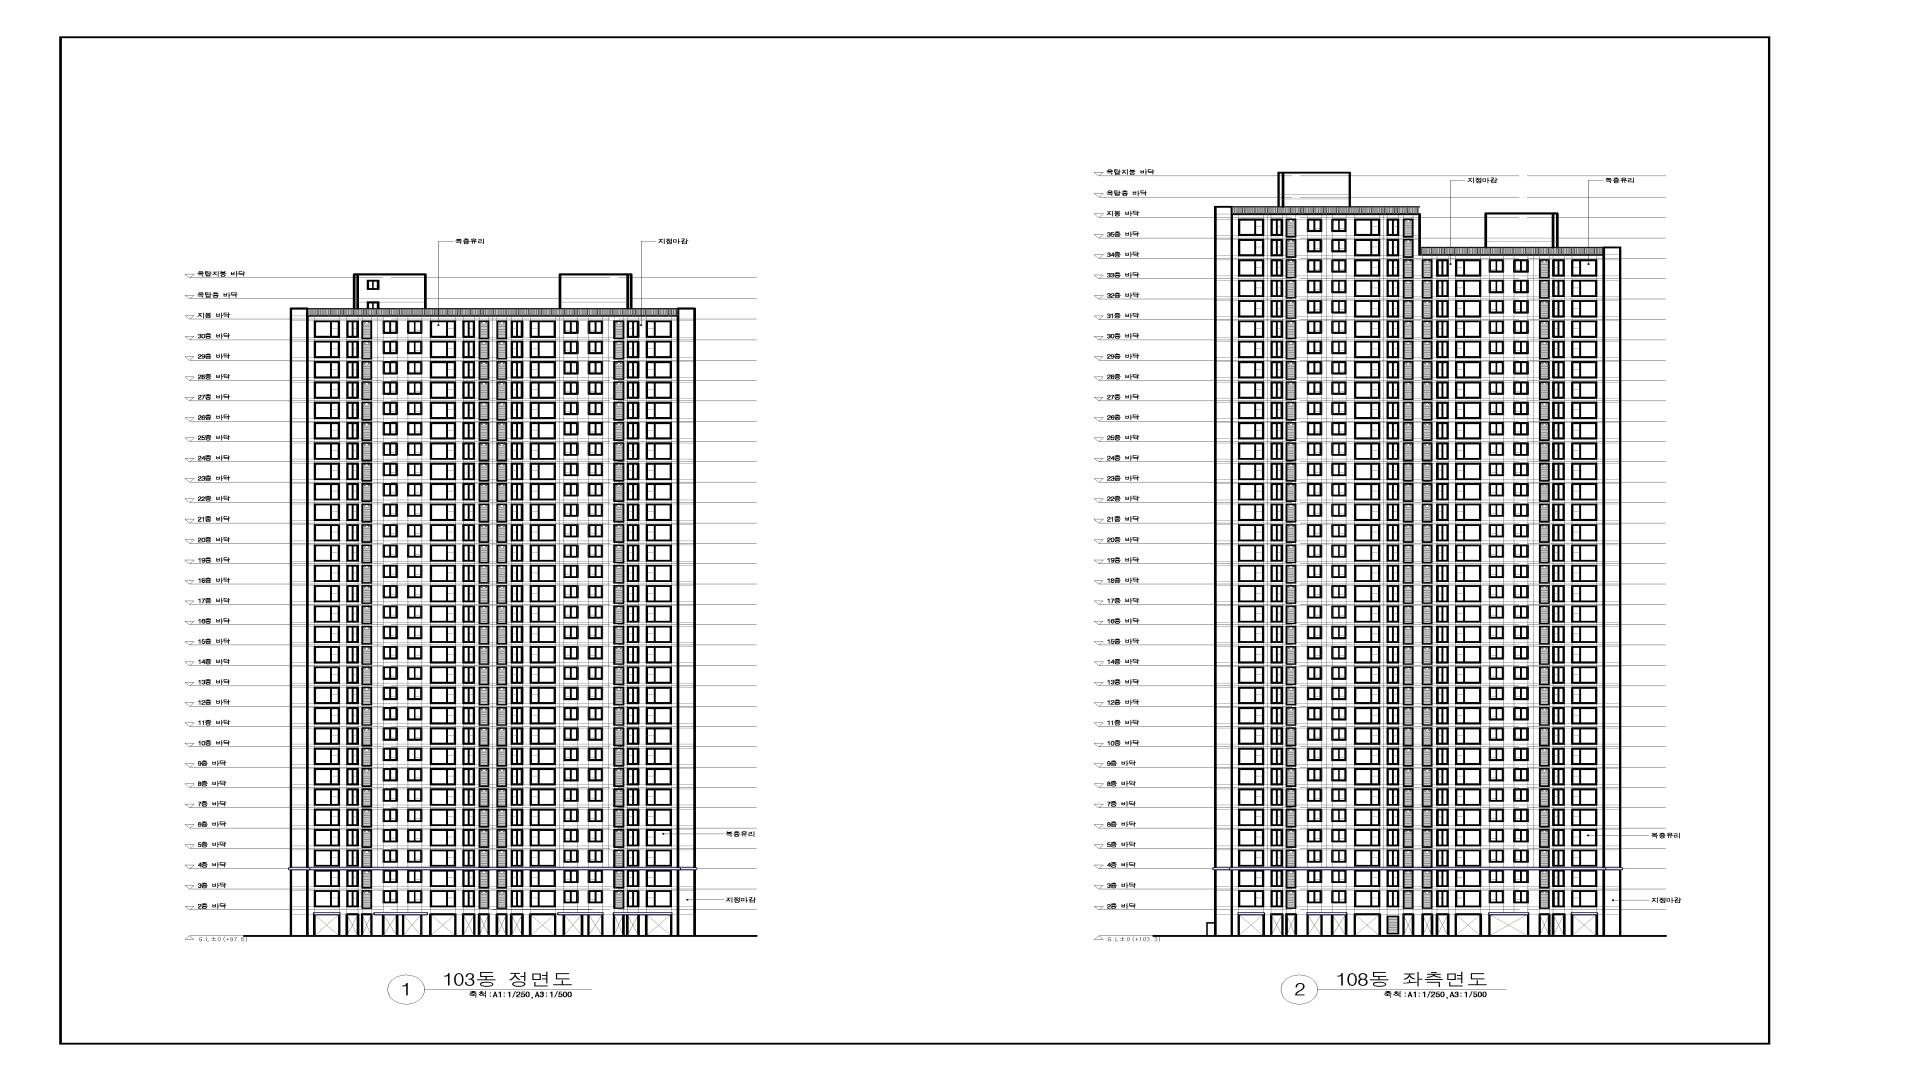 복층유리
지정마감
옥탑지붕 바닥
옥탑층 바닥
지붕 바닥
30층 바닥
29층 바닥
28층 바닥
27층 바닥
26층 바닥
25층 바닥
24층 바닥
23층 바닥
22층 바닥
21층 바닥
20층 바닥
19층 바닥
18층 바닥
17층 바닥
16층 바닥
15층 바닥
14층 바닥
13층 바닥
12층 바닥
11층 바닥
10층 바닥
9층 바닥
8층 바닥
7층 바닥
6층 바닥
복층유리
5층 바닥
4층 바닥
3층 바닥
지정마감
2층 바닥
G.L±0(+97.6)
1
103동 정면도
축척 :A1:1/250,A3:1/500
옥탑지붕 바닥
지정마감
복층유리
옥탑층 바닥
지붕 바닥
35층 바닥
34층 바닥
33층 바닥
32층 바닥
31층 바닥
30층 바닥
29층 바닥
28층 바닥
27층 바닥
26층 바닥
25층 바닥
24층 바닥
23층 바닥
22층 바닥
21층 바닥
20층 바닥
19층 바닥
18층 바닥
17층 바닥
16층 바닥
15층 바닥
14층 바닥
13층 바닥
12층 바닥
11층 바닥
10층 바닥
9층 바닥
8층 바닥
7층 바닥
6층 바닥
복층유리
5층 바닥
4층 바닥
3층 바닥
지정마감
2층 바닥
G.L±0(+103.3)
2
108동 좌측면도
축척 :A1:1/250,A3:1/500